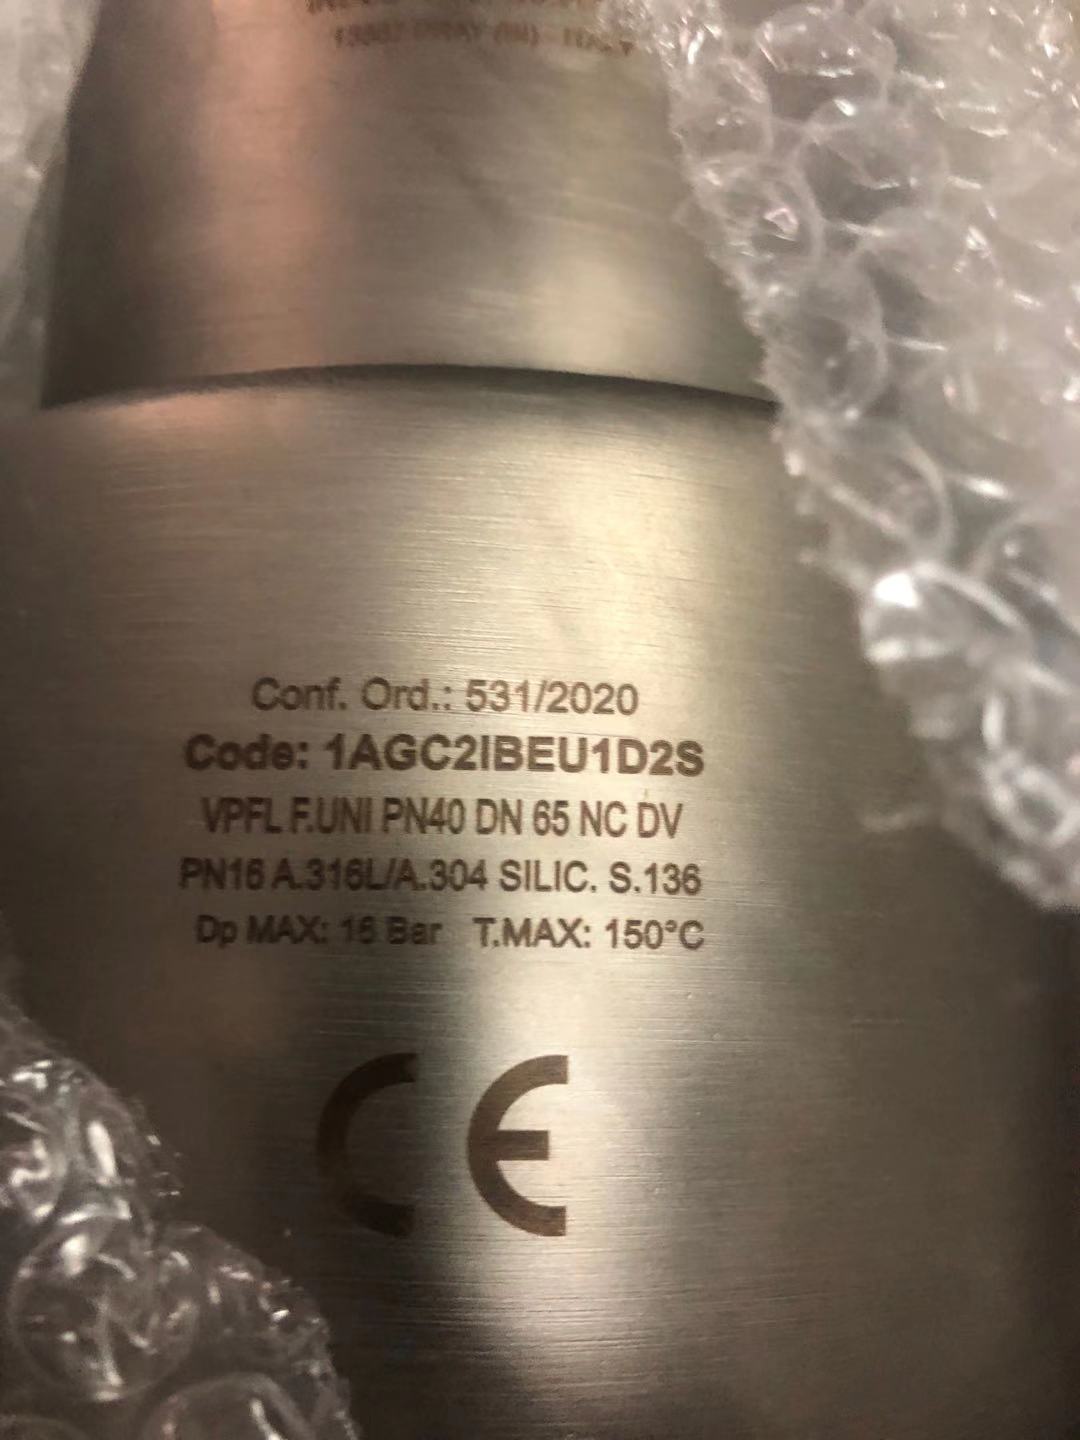 Conf. Ord.: 531/2020
Code: 1AGC2IBEU1D2S
VPFL F.UNI PN40 DN 65 NC DV
PN16 A.316L/A.304 SILIC. S.136
Dp MAX: 16 Bar T.MAX: 150°C
CE